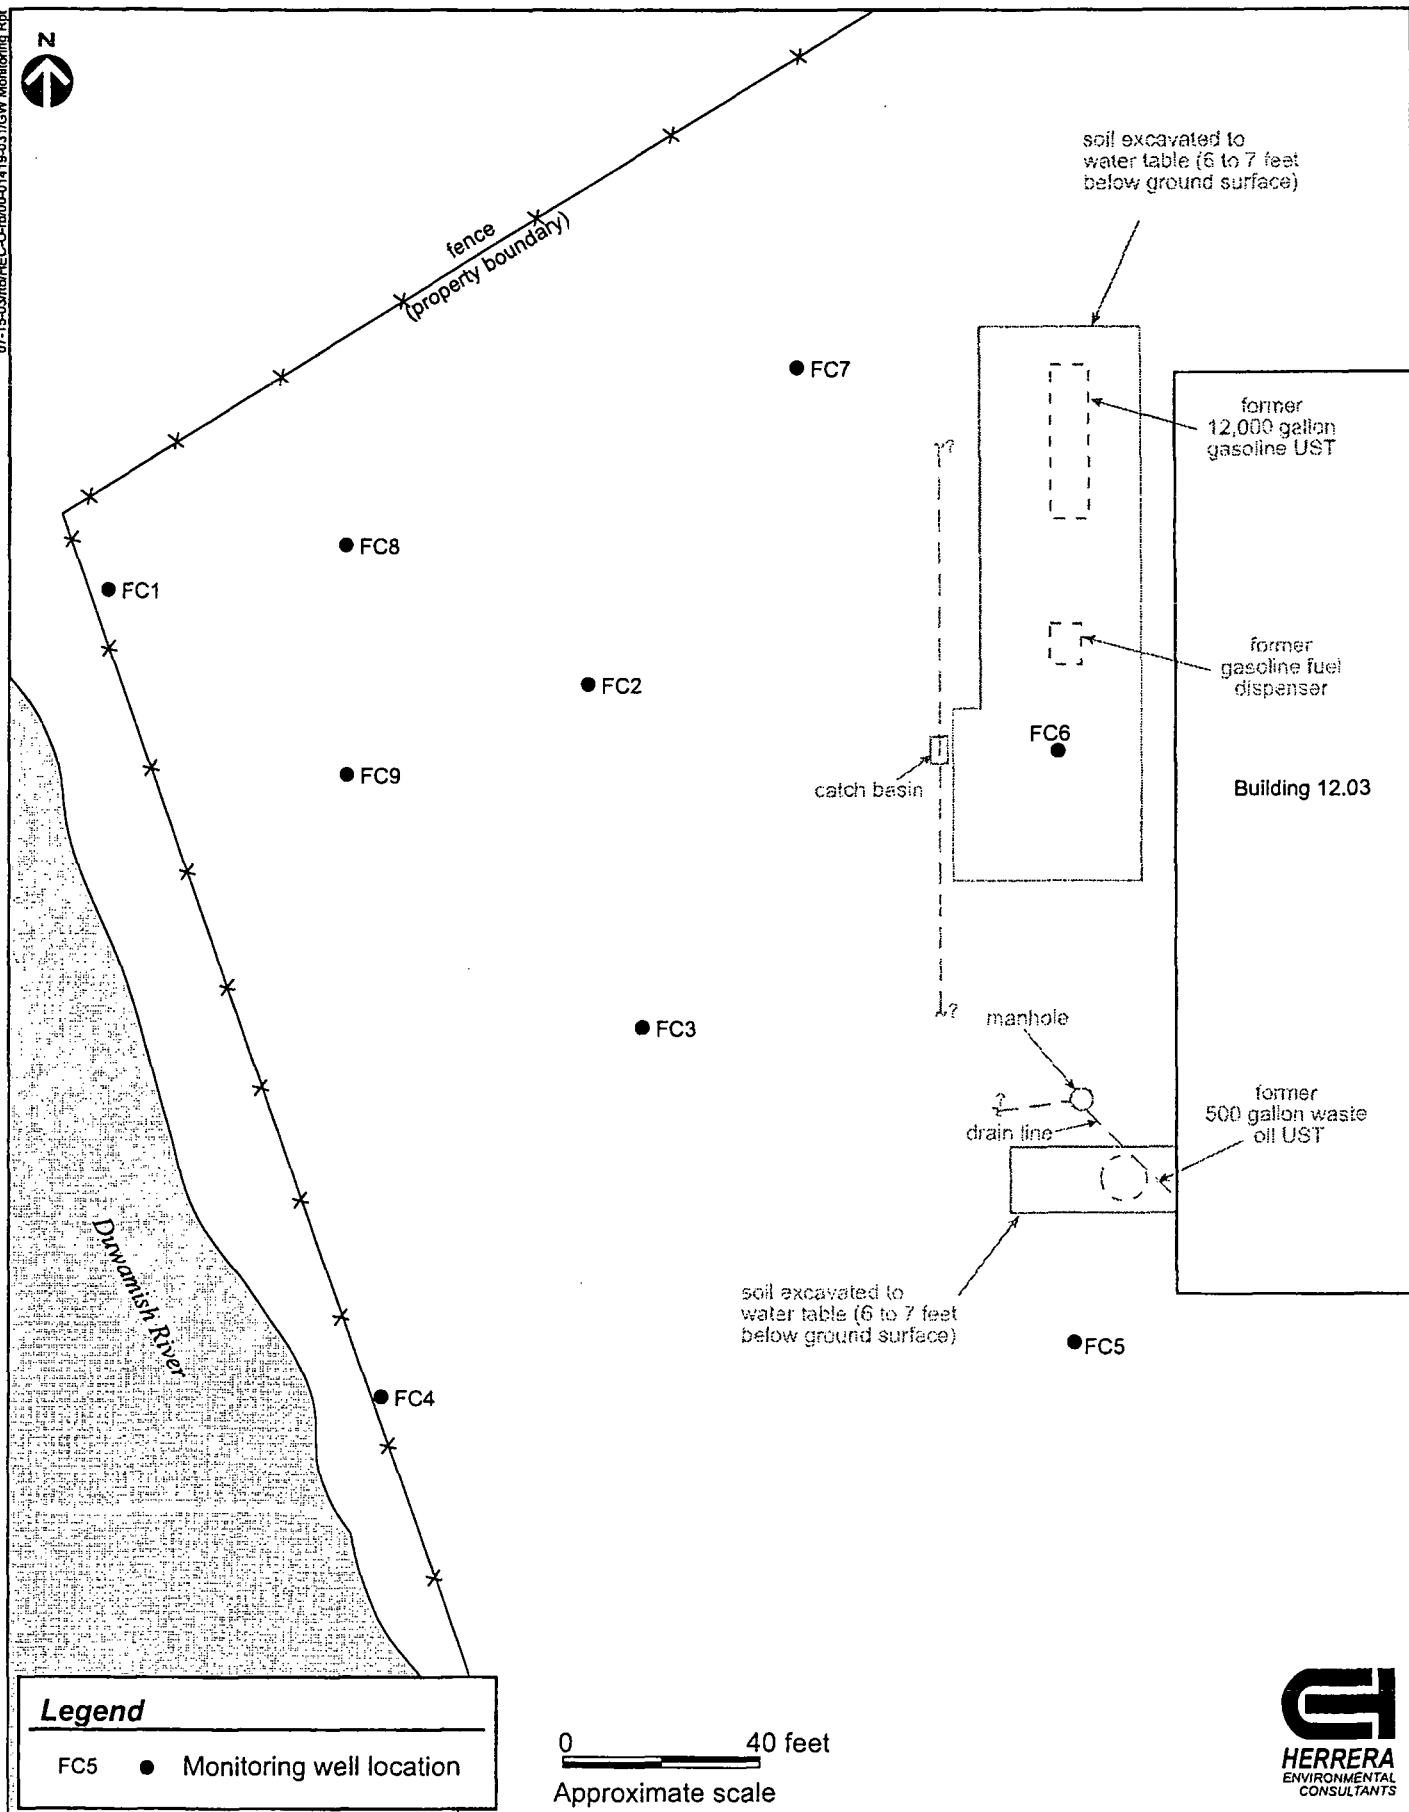 N
fence
(property boundary)
soil excavated to
water table (6 to 7 feet
below ground surface)
FC7
former
12,000 gallon
gasoline UST
?
FC8
FC1
former
gasoline fuel
dispenser
FC2
FC6
FC9
catch basin
Building 12.03
?
manhole
FC3
?
drain line
former
500 gallon waste
oil UST
Duwamish River
soil excavated to
water table (6 to 7 feet
below ground surface)
FC5
FC4
Legend
FC5 ● Monitoring well location
0 40 feet
Approximate scale
HERRERA
ENVIRONMENTAL
CONSULTANTS
GW Monitoring Rpt